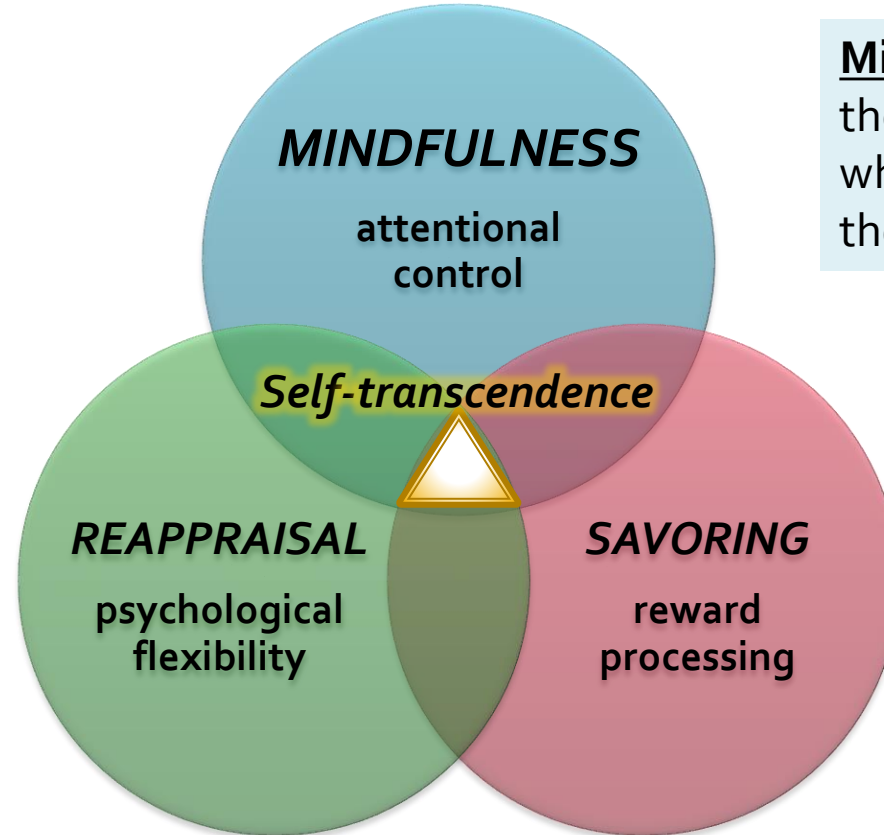 MINDFULNESS
attentional
control
Self-transcendence
REAPPRAISAL
psychological
flexibility
SAVORING
reward
processing